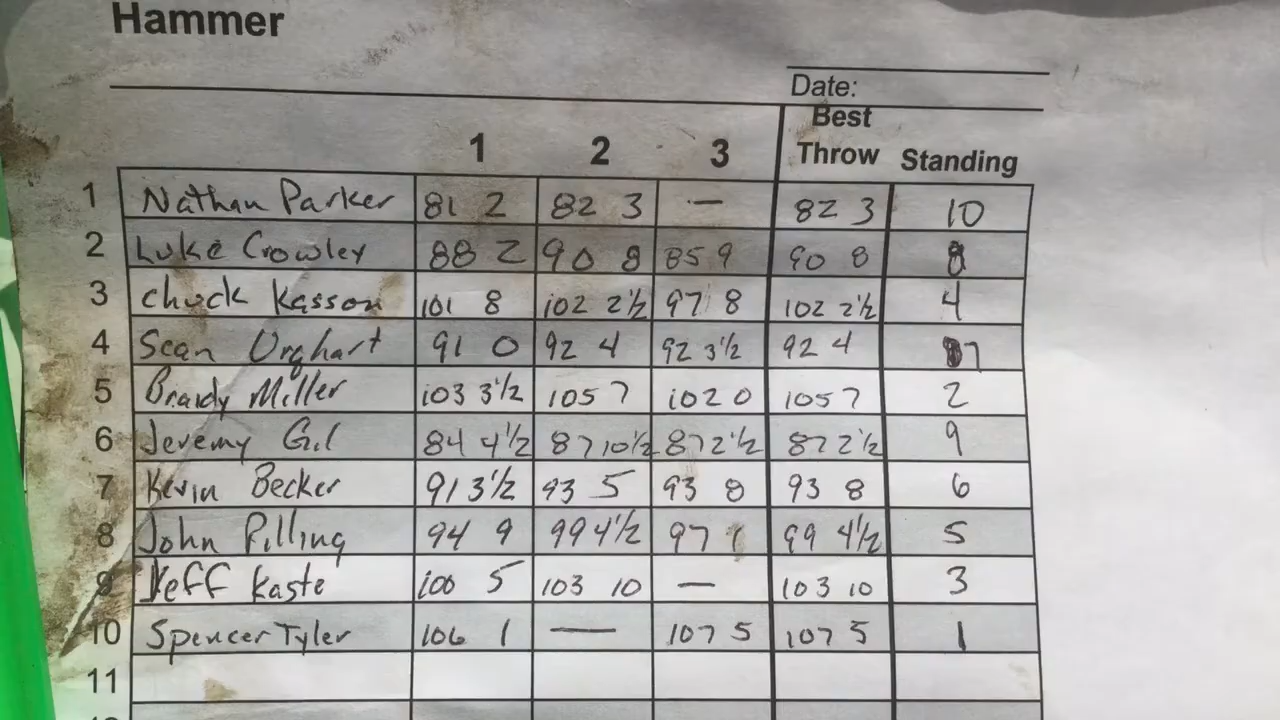 Hammer
Date:
1 2 3 Best Throw Standing
1 Nathan Parker 81 2 82 3 — 82 3 10
2 Luke Crowley 88 2 90 8 85 9 90 8 8
3 Chuck Kasson 101 8 102 2½ 97 8 102 2½ 4
4 Sean Urghart 91 0 92 4 92 3½ 92 4 7
5 Brandy Miller 103 3½ 105 7 102 0 105 7 2
6 Jeremy Gil 84 4½ 87 10½ 87 2½ 87 2½ 9
7 Kevin Becker 91 3½ 93 5 93 8 93 8 6
8 John Pilling 94 9 99 4½ 97 1 99 4½ 5
9 Jeff Kaste 100 5 103 10 — 103 10 3
10 Spencer Tyler 106 1 — 107 5 107 5 1
11